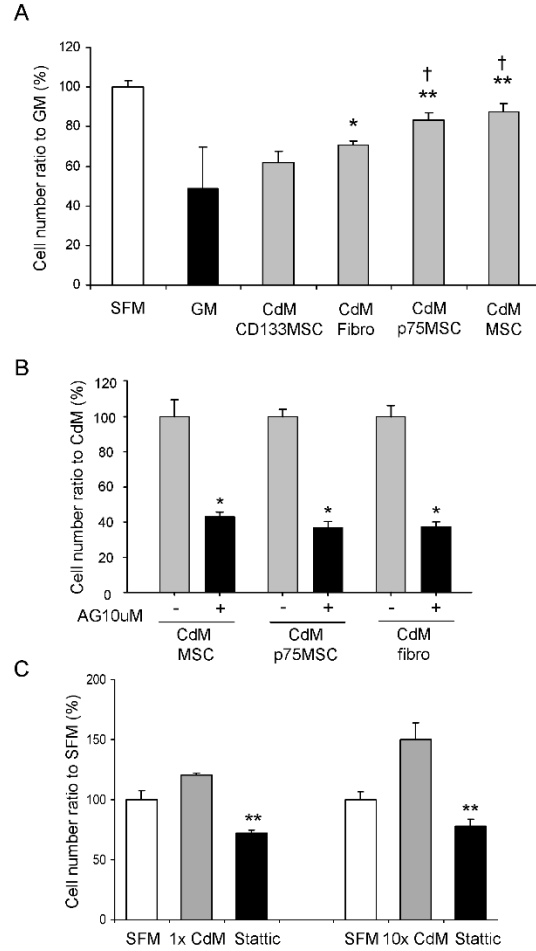 A
Cell number ratio to GM (%)
120
100
80
60
40
20
0
*
†
**
†
**
SFM
GM
CdM
CD133MSC
CdM
Fibro
CdM
p75MSC
CdM
MSC
B
Cell number ratio to CdM (%)
120
100
80
60
40
20
0
*
*
*
AG10uM
- + - + - +
CdM
MSC
CdM
p75MSC
CdM
fibro
C
Cell number ratio to SFM (%)
200
150
100
50
0
**
**
SFM 1x CdM Stattic SFM 10x CdM Stattic